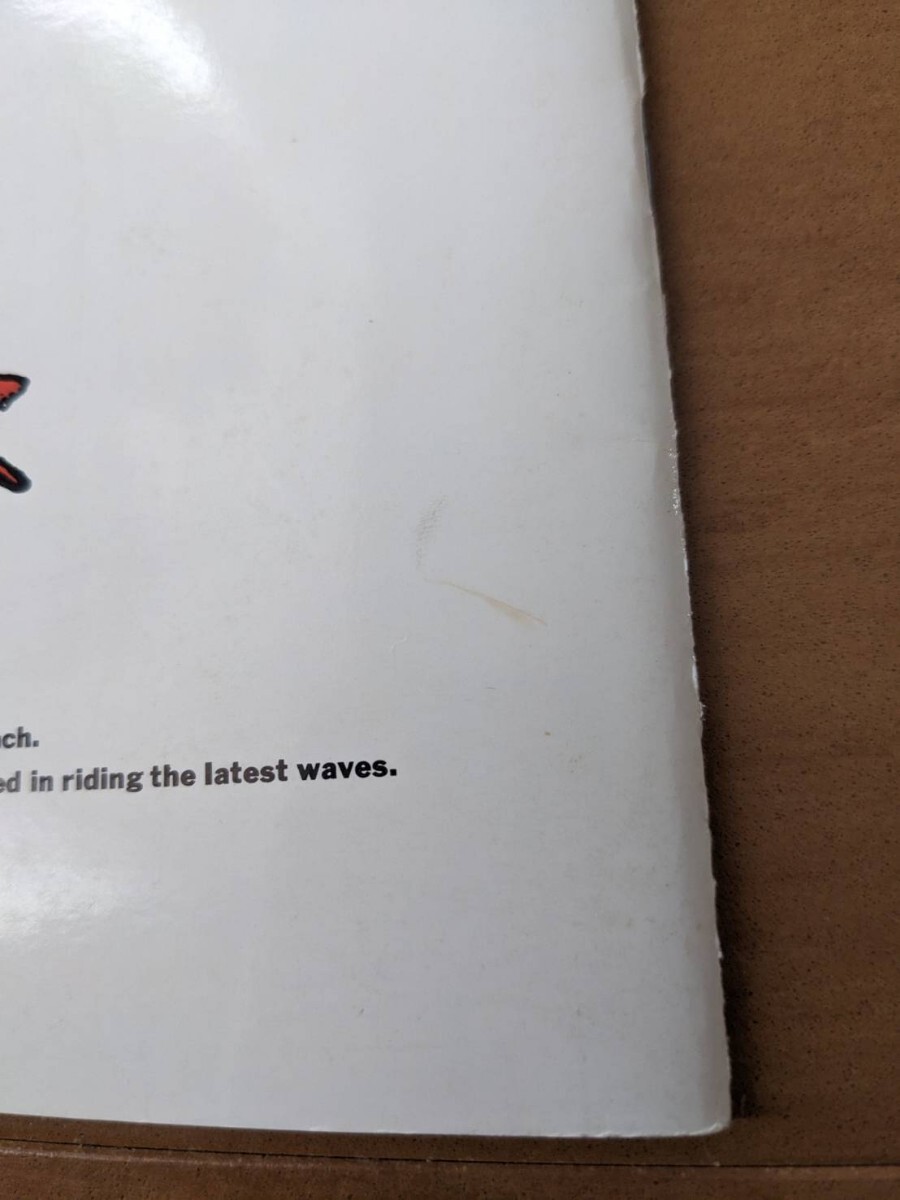 ch.
ed in riding the latest waves.